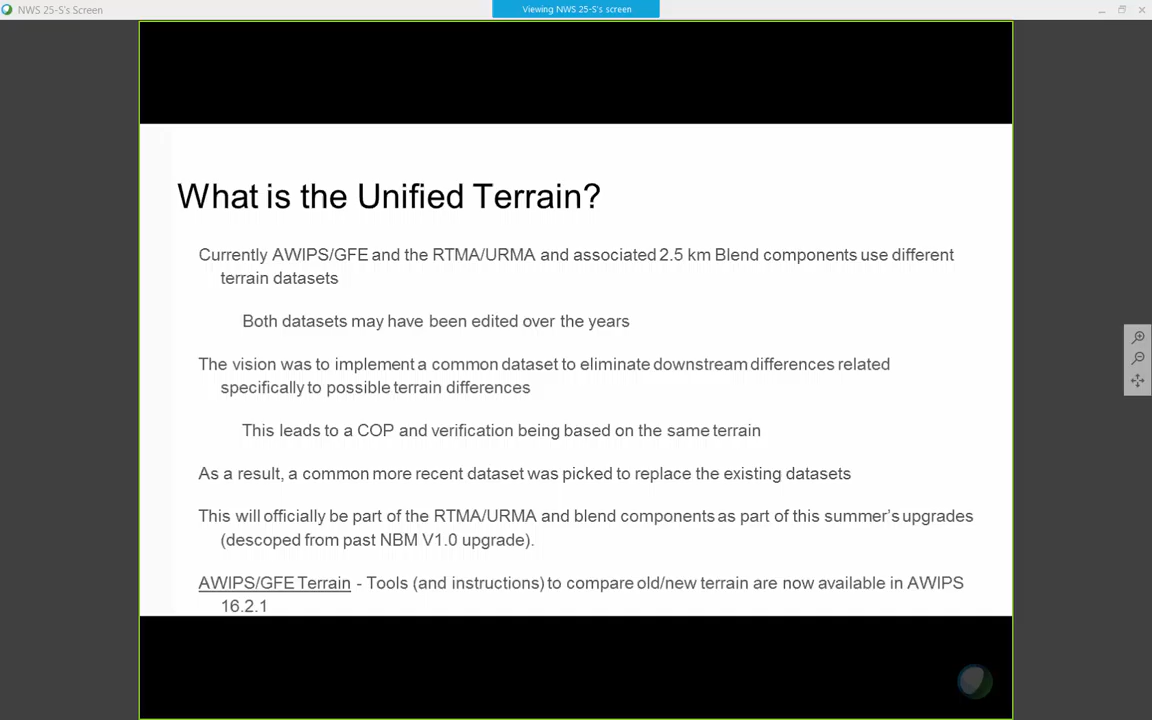 NWS 25-S's Screen
Viewing NWS 25-S's screen
What is the Unified Terrain?
Currently AWIPS/GFE and the RTMA/URMA and associated 2.5 km Blend components use different
terrain datasets
Both datasets may have been edited over the years
The vision was to implement a common dataset to eliminate downstream differences related
specifically to possible terrain differences
This leads to a COP and verification being based on the same terrain
As a result, a common more recent dataset was picked to replace the existing datasets
This will officially be part of the RTMA/URMA and blend components as part of this summer's upgrades
(descoped from past NBM V1.0 upgrade).
AWIPS/GFE Terrain - Tools (and instructions) to compare old/new terrain are now available in AWIPS
16.2.1